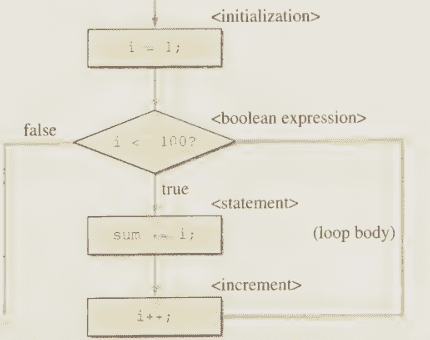 <initialization>
i = 1;
<boolean expression>
false
i <= 100?
true
<statement>
sum += i;
(loop body)
<increment>
i++;